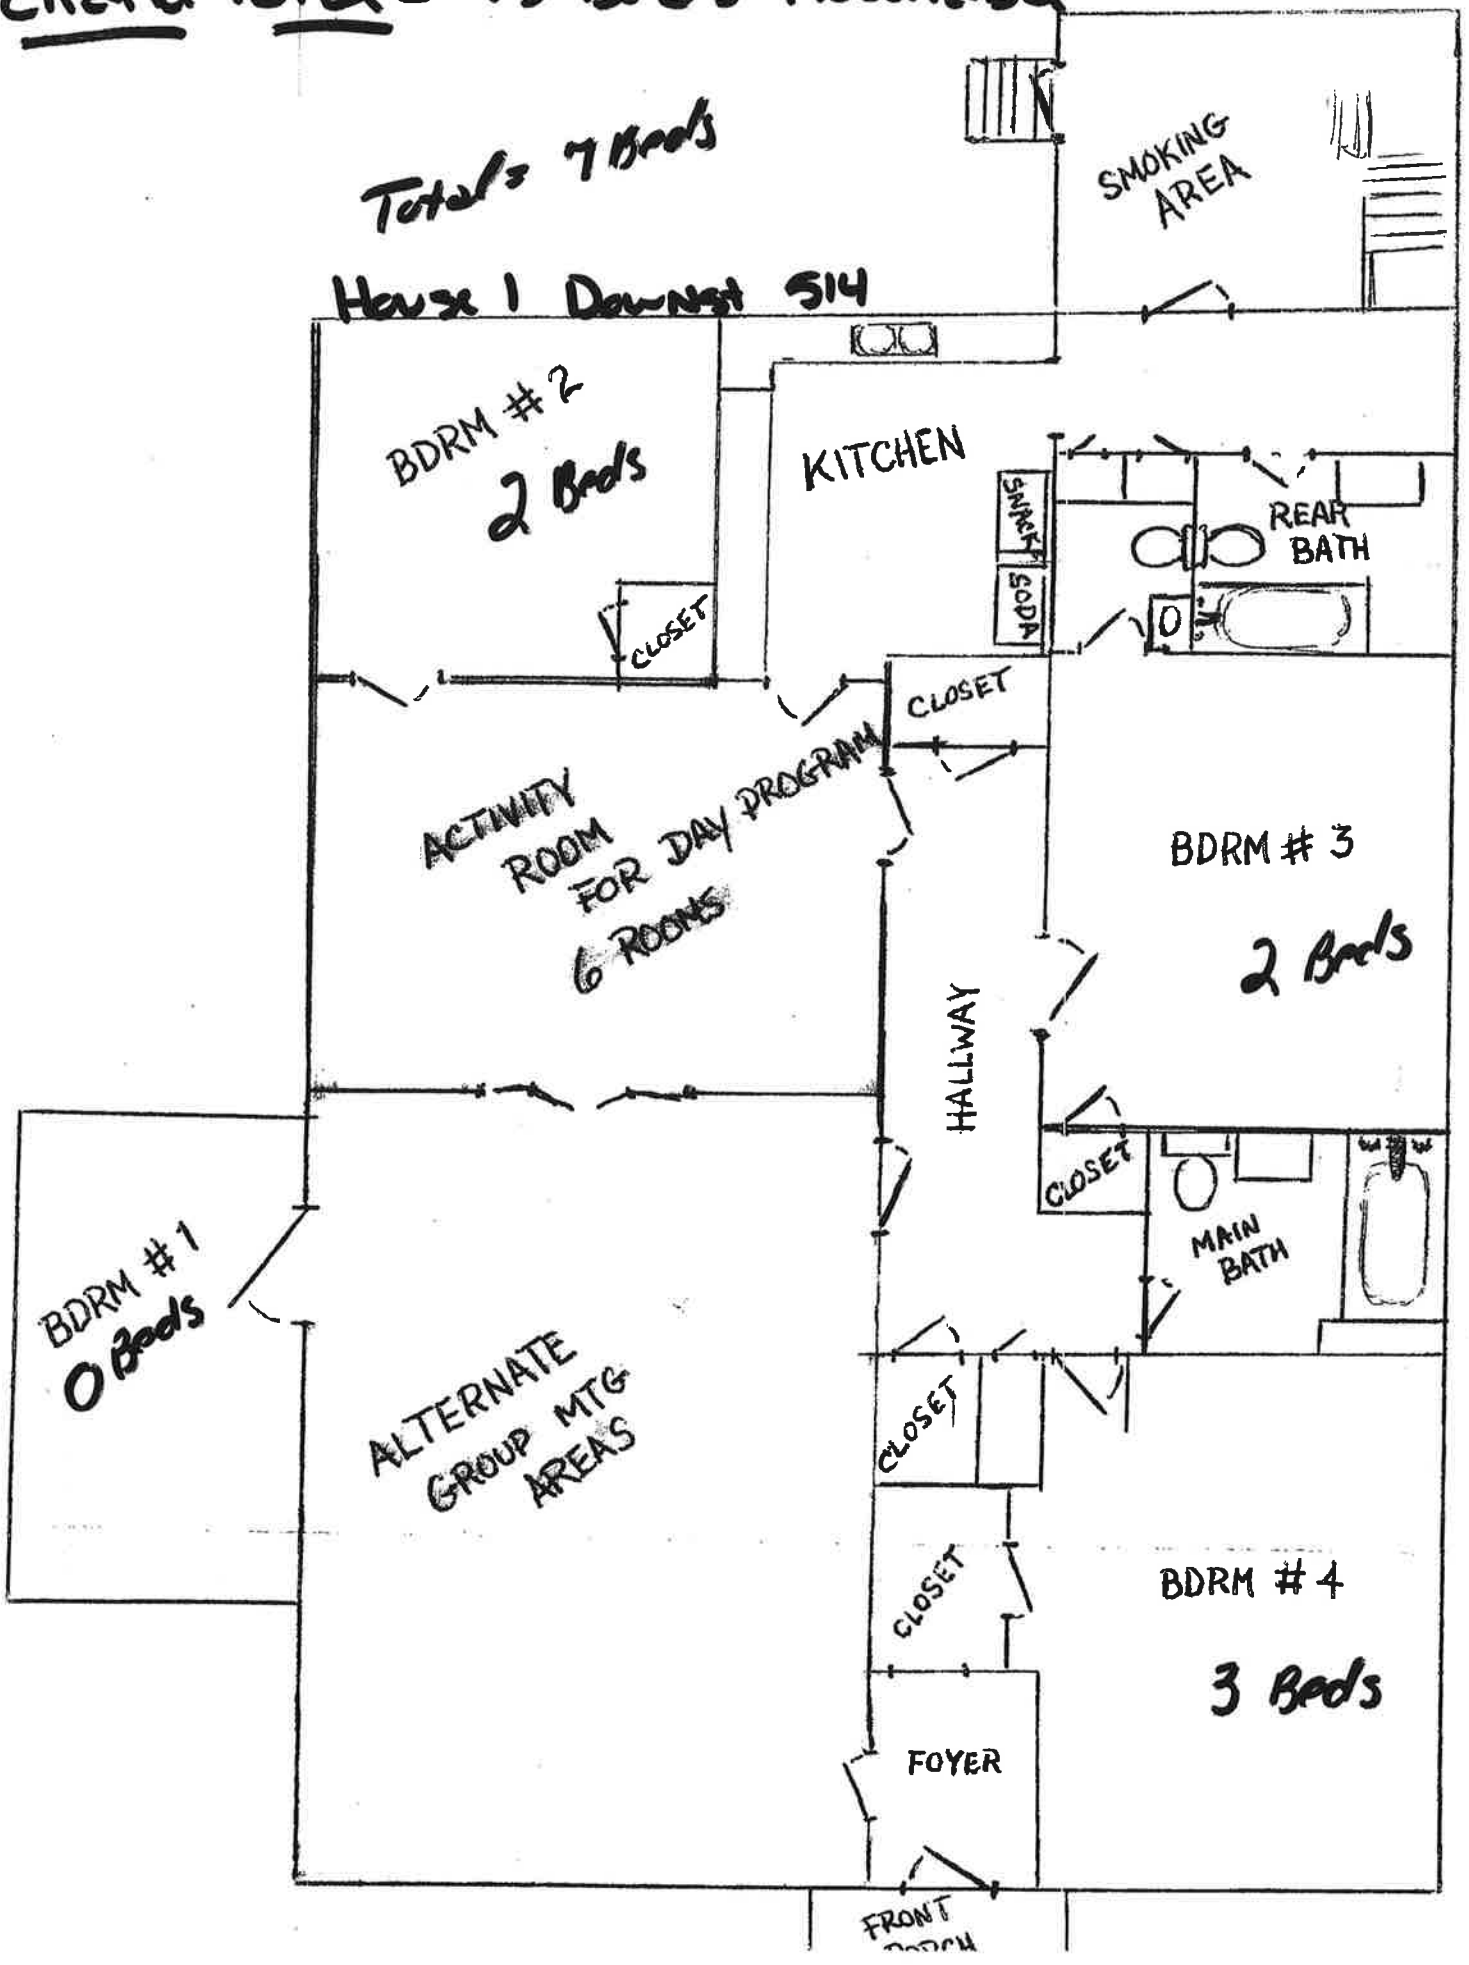 Total = 7 Beds
House 1 Downst 514
SMOKING
AREA
BDRM # 2
2 Beds
KITCHEN
SNACK
SODA
REAR
BATH
CLOSET
CLOSET
ACTIVITY
ROOM
FOR DAY PROGRAM
6 ROOMS
BDRM # 3
2 Beds
HALLWAY
CLOSET
MAIN
BATH
BDRM # 1
0 Beds
ALTERNATE
GROUP MTG
AREAS
CLOSET
CLOSET
BDRM # 4
3 Beds
FOYER
FRONT
PORCH